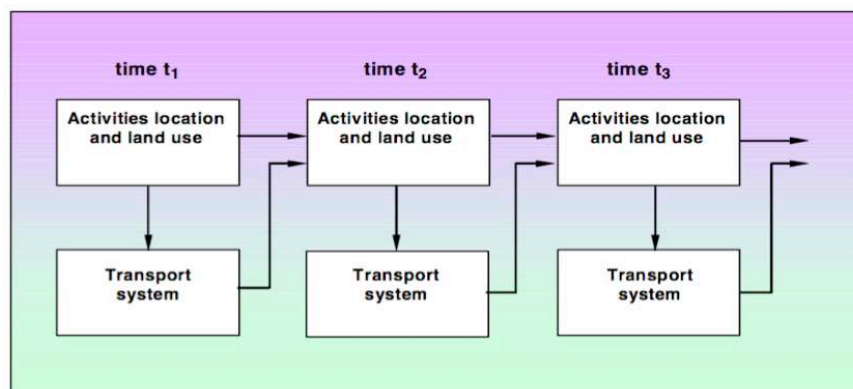 time t1
time t2
time t3
Activities location
and land use
Activities location
and land use
Activities location
and land use
Transport
system
Transport
system
Transport
system